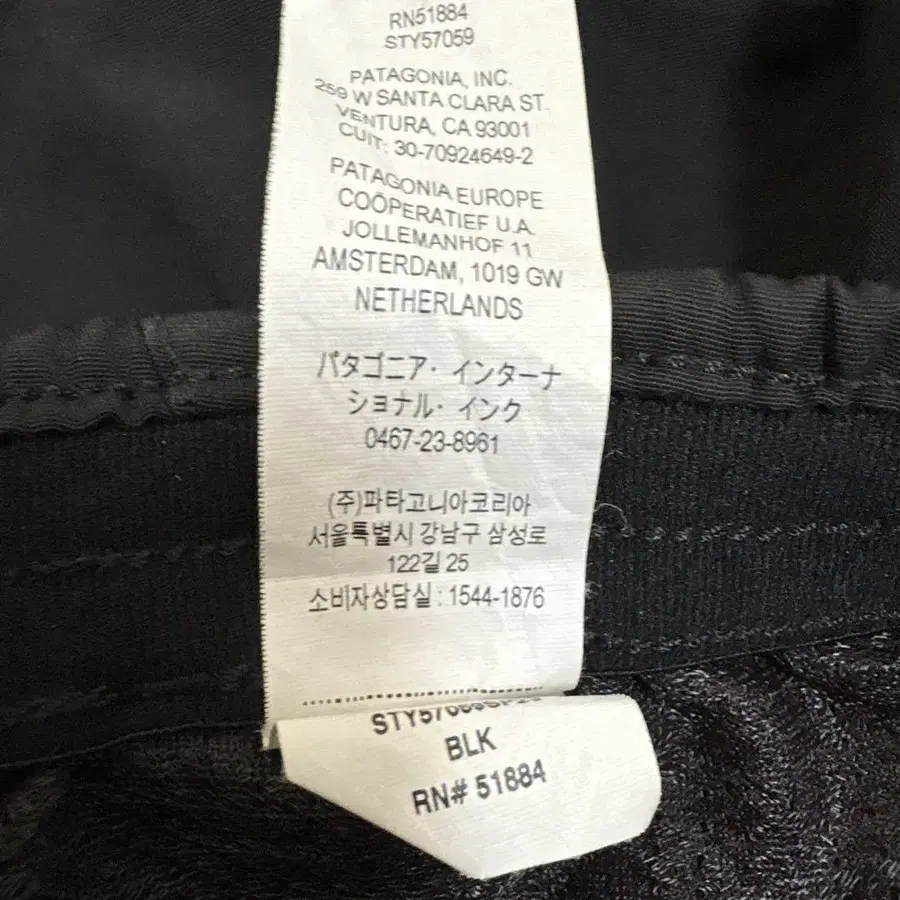 RN51884
STY57059
PATAGONIA, INC.
259 W SANTA CLARA ST.
VENTURA, CA 93001
CUIT: 30-70924649-2
PATAGONIA EUROPE
COÖPERATIEF U.A.
JOLLEMANHOF 11
AMSTERDAM, 1019 GW
NETHERLANDS
パタゴニア・インターナ
ショナル・インク
0467-23-8961
(주)파타고니아코리아
서울특별시 강남구 삼성로
122길 25
소비자상담실 : 1544-1876
BLK
RN# 51884